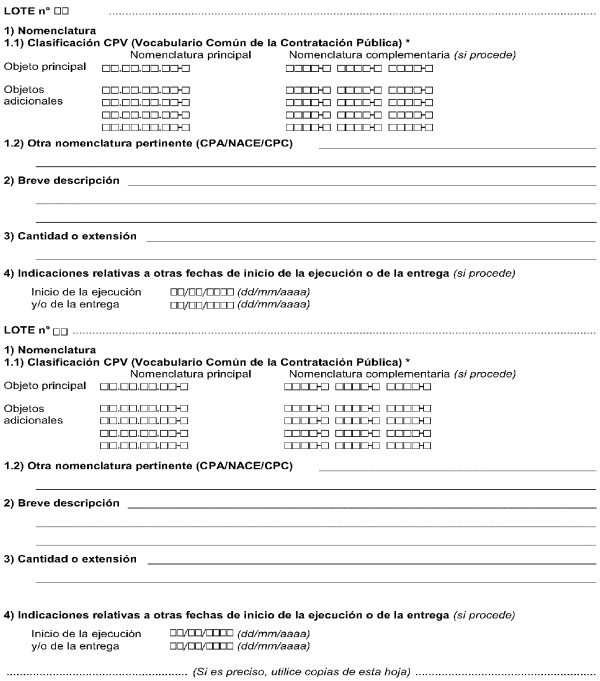 LOTE nº □□ ....................
1) Nomenclatura
1.1) Clasificación CPV (Vocabulario Común de la Contratación Pública) *
Nomenclatura principal Nomenclatura complementaria (si procede)
Objeto principal □□.□□.□□.□□-□ □□□□-□ □□□□-□ □□□□-□
Objetos □□.□□.□□.□□-□ □□□□-□ □□□□-□ □□□□-□
adicionales □□.□□.□□.□□-□ □□□□-□ □□□□-□ □□□□-□
□□.□□.□□.□□-□ □□□□-□ □□□□-□ □□□□-□
□□.□□.□□.□□-□ □□□□-□ □□□□-□ □□□□-□
1.2) Otra nomenclatura pertinente (CPA/NACE/CPC)
2) Breve descripción
3) Cantidad o extensión
4) Indicaciones relativas a otras fechas de inicio de la ejecución o de la entrega (si procede)
Inicio de la ejecución □□/□□/□□□□ (dd/mm/aaaa)
y/o de la entrega □□/□□/□□□□ (dd/mm/aaaa)
LOTE nº □□ ....................
1) Nomenclatura
1.1) Clasificación CPV (Vocabulario Común de la Contratación Pública) *
Nomenclatura principal Nomenclatura complementaria (si procede)
Objeto principal □□.□□.□□.□□-□ □□□□-□ □□□□-□ □□□□-□
Objetos □□.□□.□□.□□-□ □□□□-□ □□□□-□ □□□□-□
adicionales □□.□□.□□.□□-□ □□□□-□ □□□□-□ □□□□-□
□□.□□.□□.□□-□ □□□□-□ □□□□-□ □□□□-□
□□.□□.□□.□□-□ □□□□-□ □□□□-□ □□□□-□
1.2) Otra nomenclatura pertinente (CPA/NACE/CPC)
2) Breve descripción
3) Cantidad o extensión
4) Indicaciones relativas a otras fechas de inicio de la ejecución o de la entrega (si procede)
Inicio de la ejecución □□/□□/□□□□ (dd/mm/aaaa)
y/o de la entrega □□/□□/□□□□ (dd/mm/aaaa)
.................... (Si es preciso, utilice copias de esta hoja) ....................